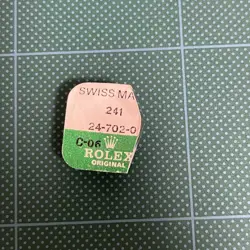 SWISS MA
241
24-702-0
C-06
ROLEX
ORIGINAL